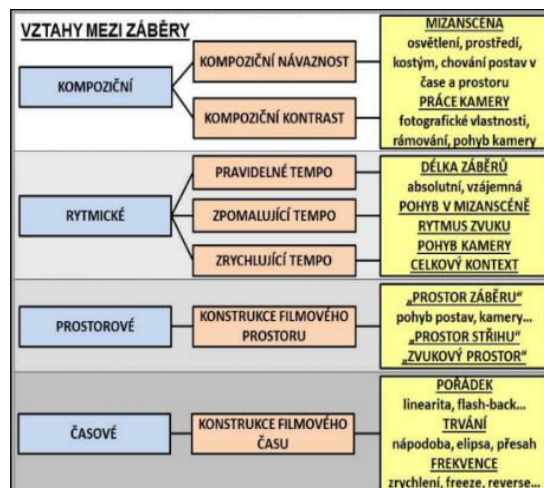 VZTAHY MEZI ZÁBĚRY
KOMPOZIČNÍ
KOMPOZIČNÍ NÁVAZNOST
KOMPOZIČNÍ KONTRAST
MIZANSCÉNA
osvětlení, prostředí,
kostým, chování postav v
čase a prostoru
PRÁCE KAMERY
fotografické vlastnosti,
rámování, pohyb kamery
RYTMICKÉ
PRAVIDELNÉ TEMPO
ZPOMALUJÍCÍ TEMPO
ZRYCHLUJÍCÍ TEMPO
DÉLKA ZÁBĚRŮ
absolutní, vzájemná
POHYB V MIZANSCÉNĚ
RYTMUS ZVUKU
POHYB KAMERY
CELKOVÝ KONTEXT
PROSTOROVÉ
KONSTRUKCE FILMOVÉHO
PROSTORU
„PROSTOR ZÁBĚRU“
pohyb postav, kamery...
„PROSTOR STŘIHU“
„ZVUKOVÝ PROSTOR“
ČASOVÉ
KONSTRUKCE FILMOVÉHO
ČASU
POŘÁDEK
linearita, flash-back...
TRVÁNÍ
nápodoba, elipsa, přesah
FREKVENCE
zrychlení, freeze, reverse...